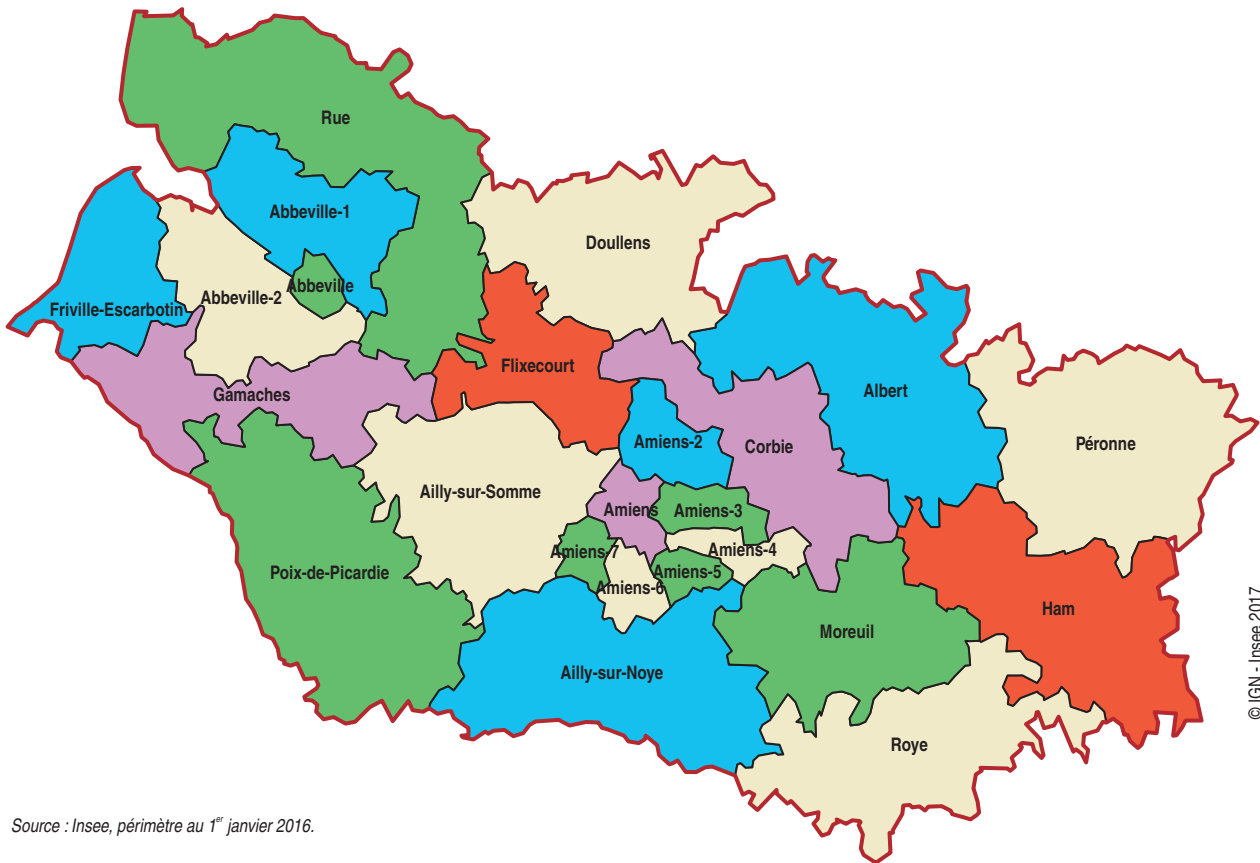 Rue
Abbeville-1
Doullens
Abbeville
Abbeville-2
Friville-Escarbotin
Flixecourt
Gamaches
Albert
Amiens-2
Corbie
Péronne
Ailly-sur-Somme
Amiens
Amiens-3
Amiens-7
Amiens-4
Poix-de-Picardie
Amiens-5
Amiens-6
Ham
Moreuil
Ailly-sur-Noye
Roye
© IGN - Insee 2017
Source : Insee, périmètre au 1er janvier 2016.